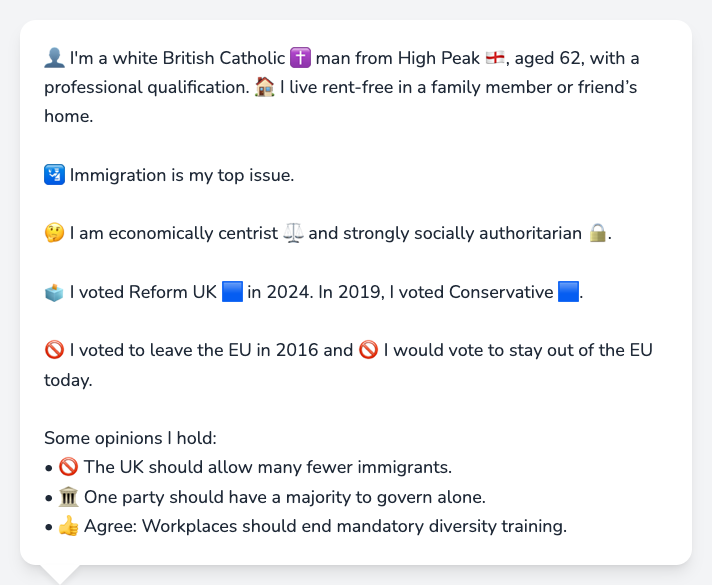 👤 I'm a white British Catholic ✝️ man from High Peak 🏴󠁧󠁢󠁥󠁮󠁧󠁿, aged 62, with a
professional qualification. 🏠 I live rent-free in a family member or friend’s
home.
🛂 Immigration is my top issue.
🤔 I am economically centrist ⚖️ and strongly socially authoritarian 🔒.
🗳️ I voted Reform UK 🟦 in 2024. In 2019, I voted Conservative 🟦.
🚫 I voted to leave the EU in 2016 and 🚫 I would vote to stay out of the EU
today.
Some opinions I hold:
• 🚫 The UK should allow many fewer immigrants.
• 🏛️ One party should have a majority to govern alone.
• 👍 Agree: Workplaces should end mandatory diversity training.